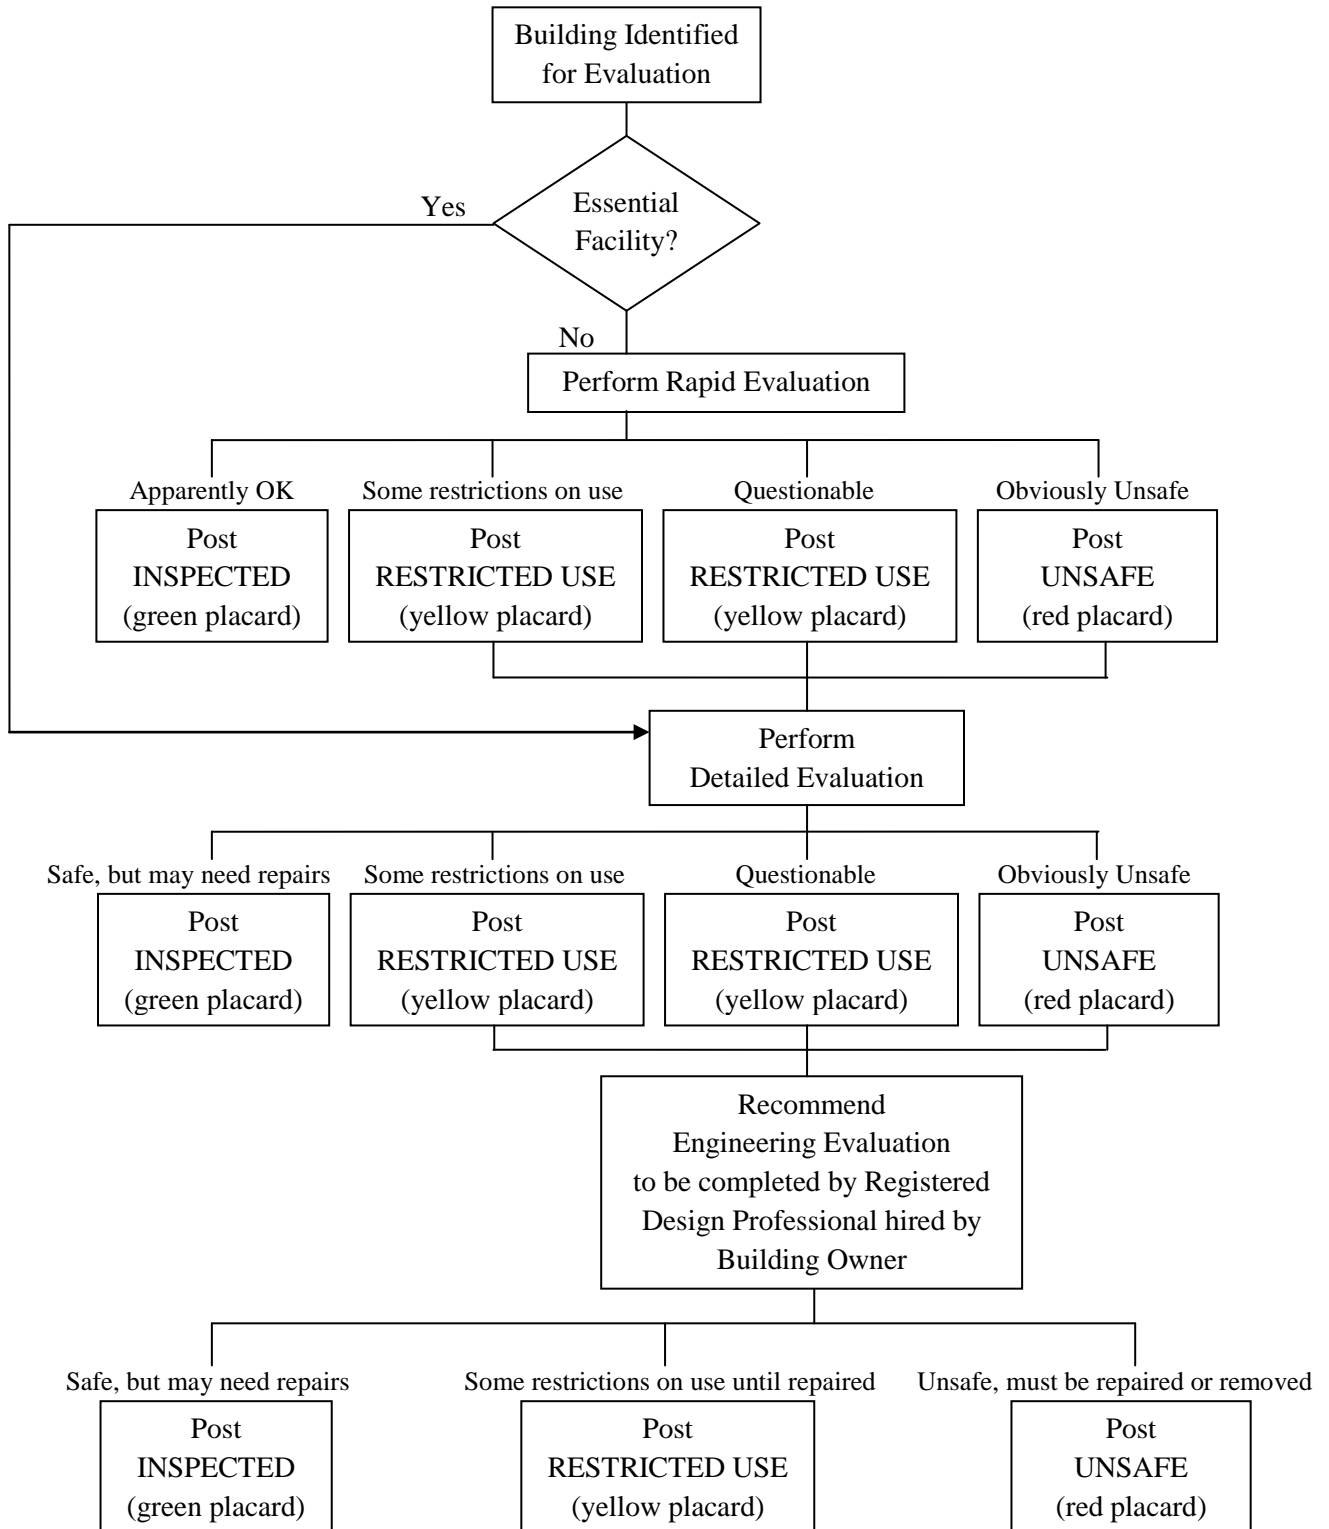 Building Identified
for Evaluation
Yes
Essential
Facility?
No
Perform Rapid Evaluation
Apparently OK
Post
INSPECTED
(green placard)
Some restrictions on use
Post
RESTRICTED USE
(yellow placard)
Questionable
Post
RESTRICTED USE
(yellow placard)
Obviously Unsafe
Post
UNSAFE
(red placard)
Perform
Detailed Evaluation
Safe, but may need repairs
Post
INSPECTED
(green placard)
Some restrictions on use
Post
RESTRICTED USE
(yellow placard)
Questionable
Post
RESTRICTED USE
(yellow placard)
Obviously Unsafe
Post
UNSAFE
(red placard)
Recommend
Engineering Evaluation
to be completed by Registered
Design Professional hired by
Building Owner
Safe, but may need repairs
Post
INSPECTED
(green placard)
Some restrictions on use until repaired
Post
RESTRICTED USE
(yellow placard)
Unsafe, must be repaired or removed
Post
UNSAFE
(red placard)